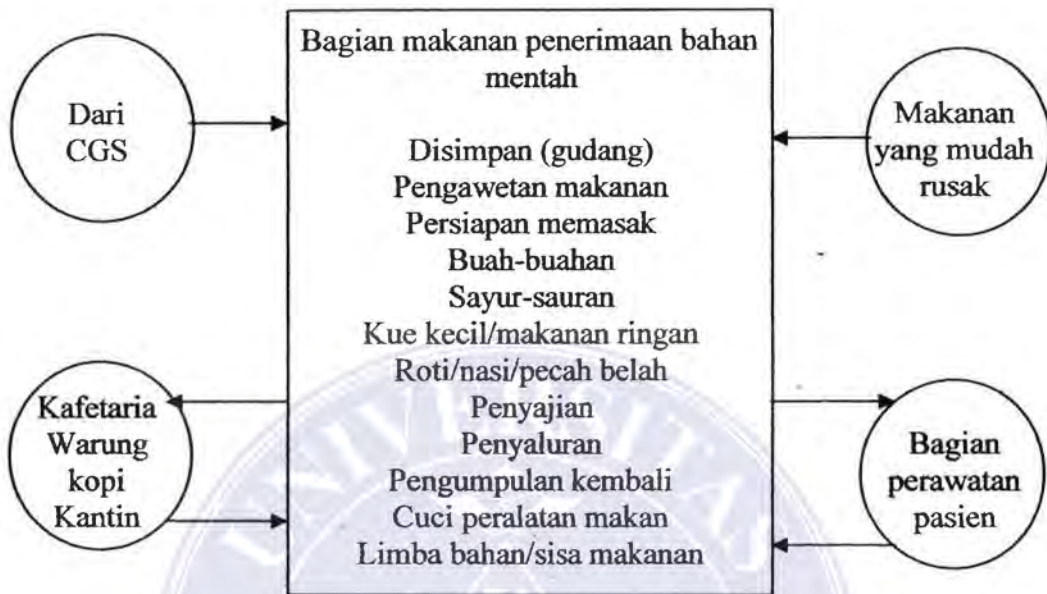 Bagian makanan penerimaan bahan
mentah
Dari
CGS
Makanan
yang mudah
rusak
Disimpan (gudang)
Pengawetan makanan
Persiapan memasak
Buah-buahan
Sayur-sauran
Kue kecil/makanan ringan
Roti/nasi/pecah belah
Penyajian
Penyaluran
Pengumpulan kembali
Cuci peralatan makan
Limba bahan/sisa makanan
Kafetaria
Warung
kopi
Kantin
Bagian
perawatan
pasien
UNIVERSITAS